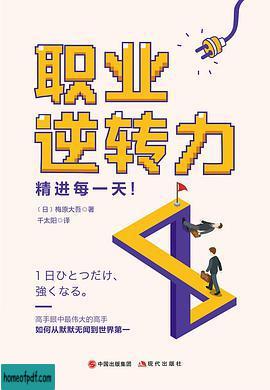 职业
逆转力
精进每一天！
（日）梅原大吾◎著
千太阳◎译
1日ひとつだけ、
強くなる。
高手眼中最伟大的高手
如何从默默无闻到世界第一
中国出版集团 现代出版社
homeofpdf.com